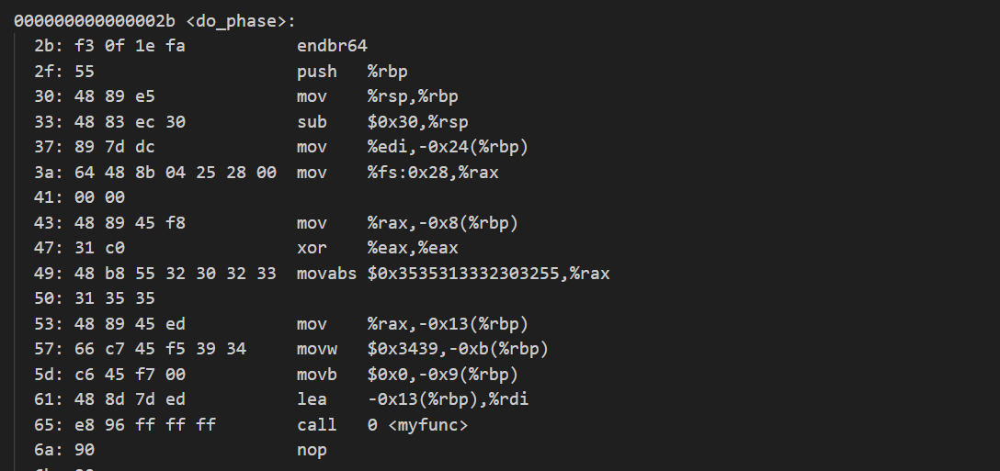 000000000000002b <do_phase>:
2b: f3 0f 1e fa endbr64
2f: 55 push %rbp
30: 48 89 e5 mov %rsp,%rbp
33: 48 83 ec 30 sub $0x30,%rsp
37: 89 7d dc mov %edi,-0x24(%rbp)
3a: 64 48 8b 04 25 28 00 mov %fs:0x28,%rax
41: 00 00
43: 48 89 45 f8 mov %rax,-0x8(%rbp)
47: 31 c0 xor %eax,%eax
49: 48 b8 55 32 30 32 33 movabs $0x3535313332303255,%rax
50: 31 35 35
53: 48 89 45 ed mov %rax,-0x13(%rbp)
57: 66 c7 45 f5 39 34 movw $0x3439,-0xb(%rbp)
5d: c6 45 f7 00 movb $0x0,-0x9(%rbp)
61: 48 8d 7d ed lea -0x13(%rbp),%rdi
65: e8 96 ff ff ff call 0 <myfunc>
6a: 90 nop